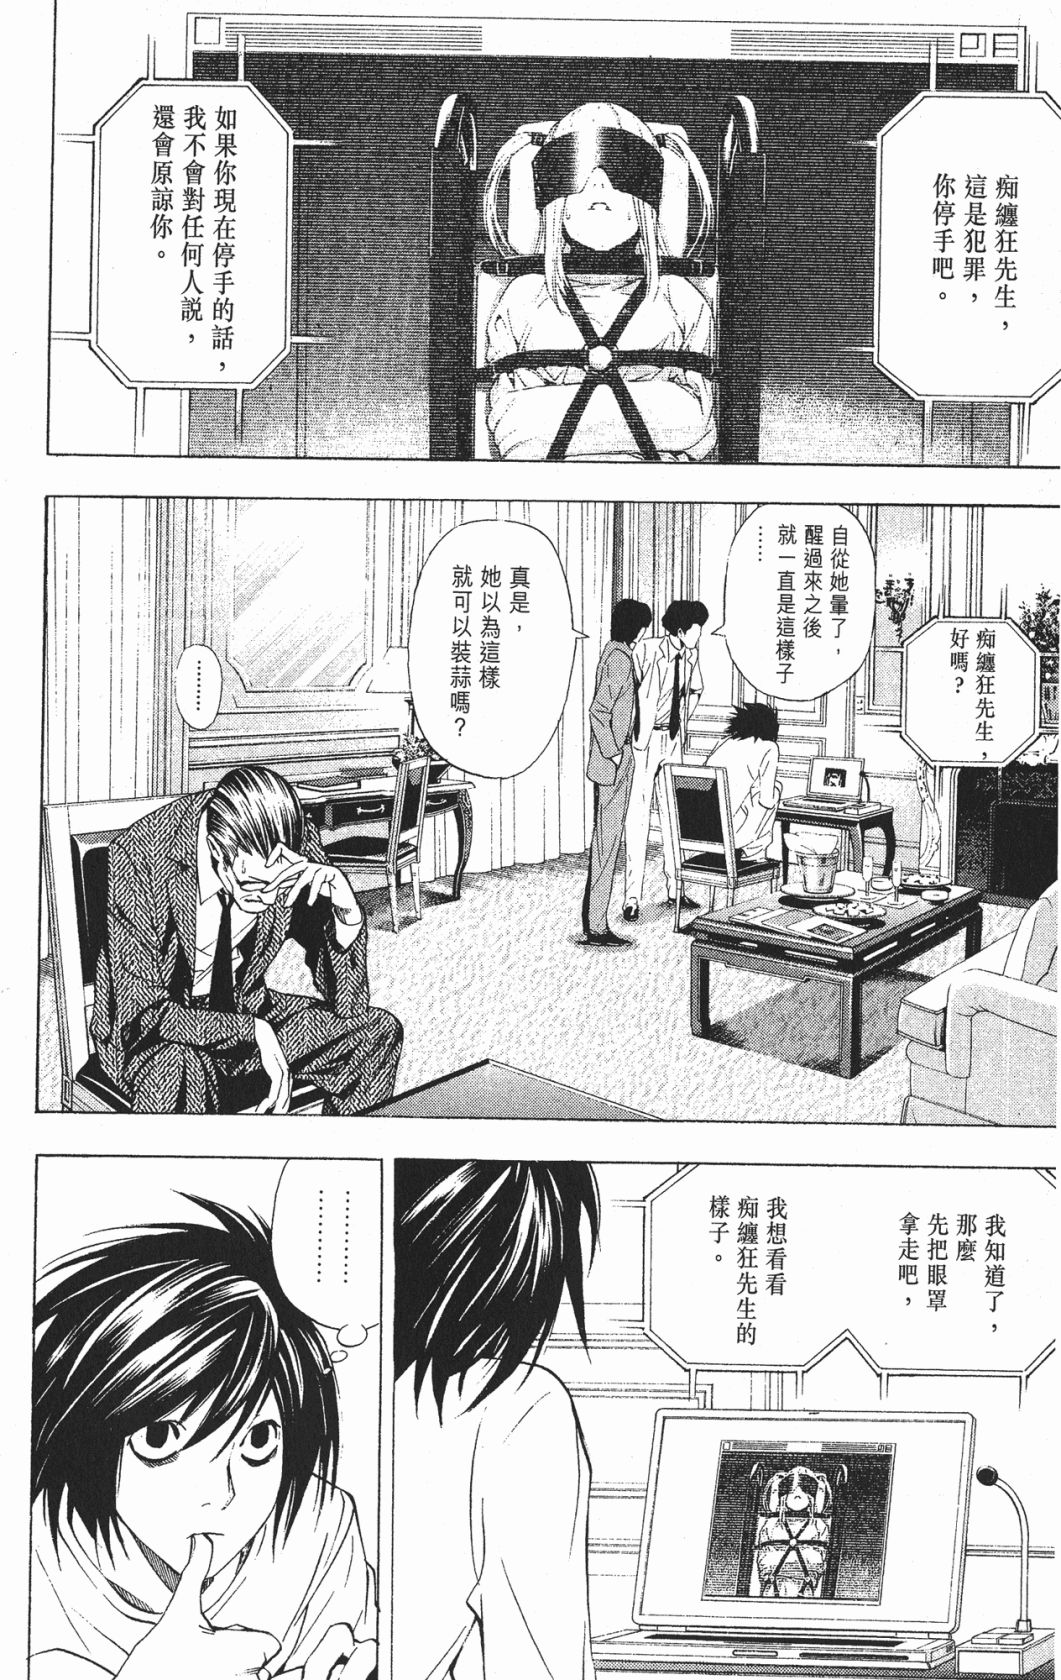 痴纏狂先生，
這是犯罪，
你停手吧。
如果你現在停手的話，
我不會對任何人說，
還會原諒你。
痴纏狂先生，
好嗎？
自從她暈了，
醒過來之後
就一直是這樣子
……
真是，
她以為這樣
就可以裝蒜嗎？
………
我知道了，
那麼
先把眼罩
拿走吧，
我想看看
痴纏狂先生的
樣子。
…………
…………